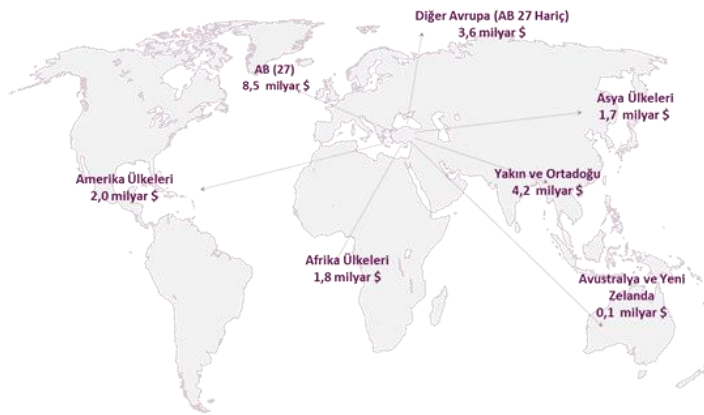 Diğer Avrupa (AB 27 Hariç)
3,6 milyar $
AB (27)
8,5 milyar $
Asya Ülkeleri
1,7 milyar $
Amerika Ülkeleri
2,0 milyar $
Yakın ve Ortadoğu
4,2 milyar $
Afrika Ülkeleri
1,8 milyar $
Avustralya ve Yeni
Zelanda
0,1 milyar $